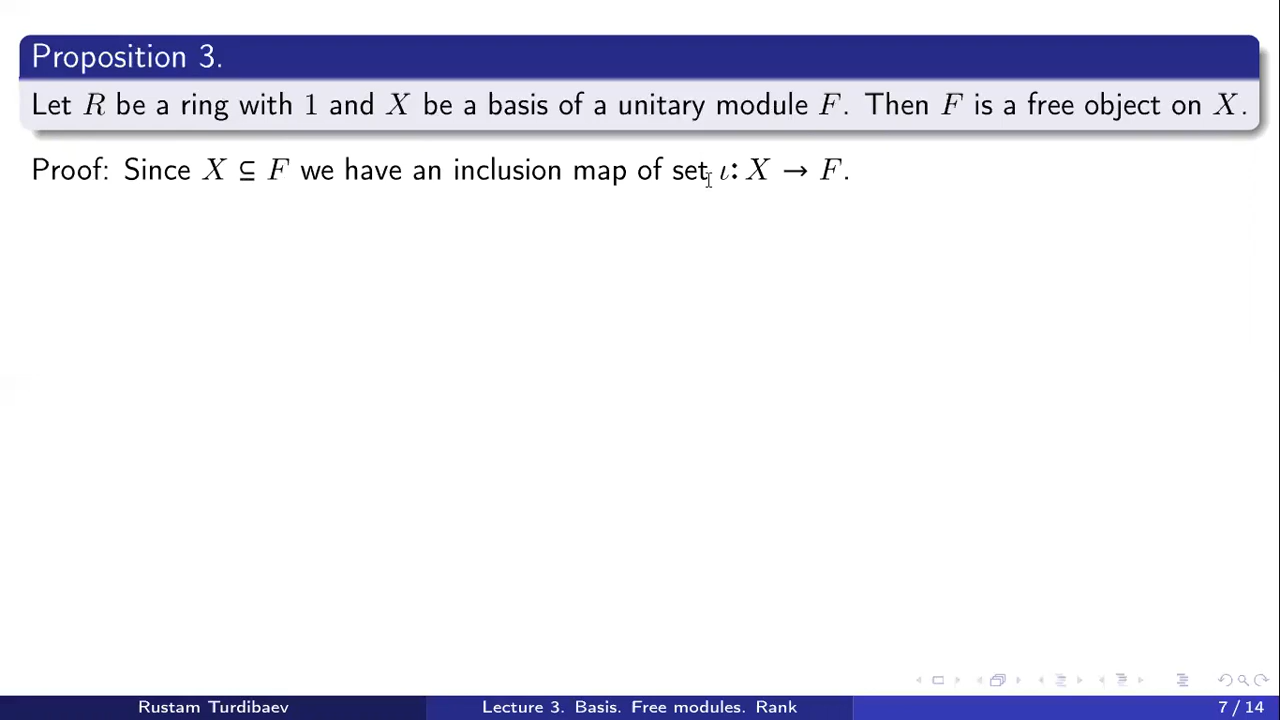 Proposition 3.
Let R be a ring with 1 and X be a basis of a unitary module F. Then F is a free object on X.
Proof: Since X ⊆ F we have an inclusion map of set ι: X → F.
Rustam Turdibaev Lecture 3. Basis. Free modules. Rank 7 / 14